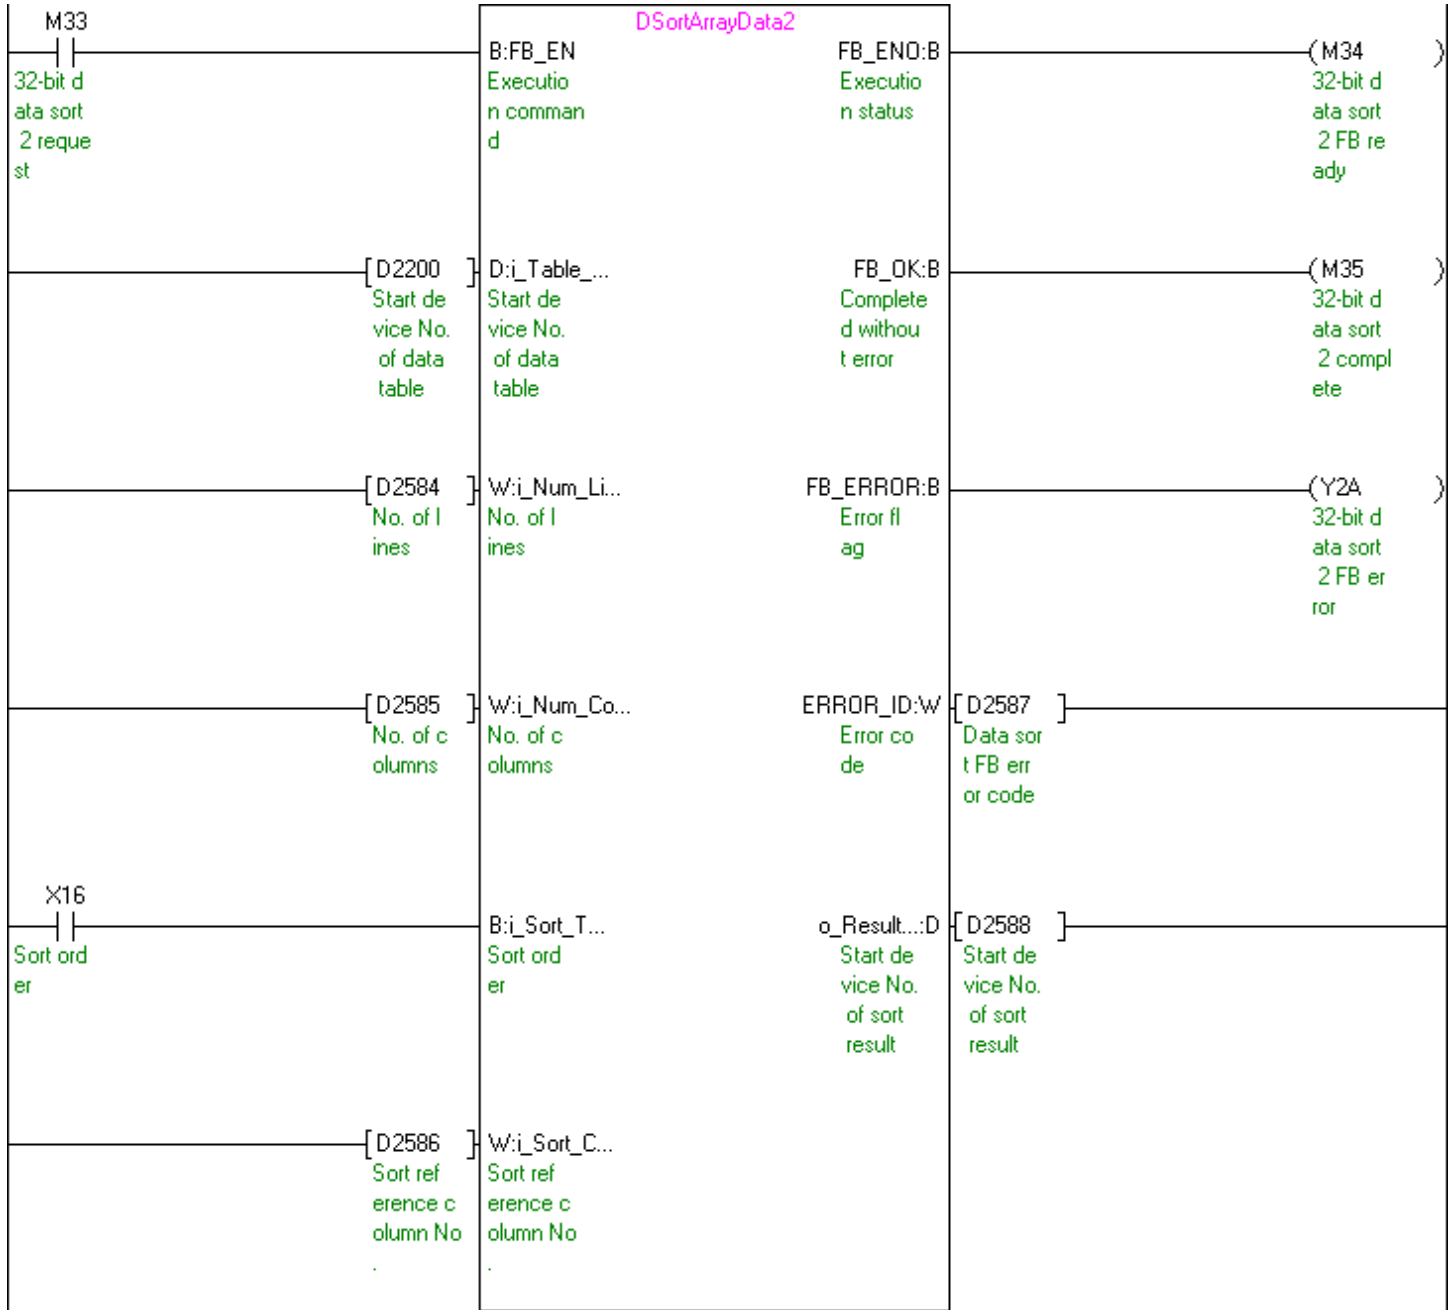 M33
DSortArrayData2
B:FB_EN
FB_ENO:B
(M34 )
32-bit d
ata sort
2 reque
st
Executio
n comman
d
Executio
n status
32-bit d
ata sort
2 FB re
ady
[D2200 ]
D:i_Table_...
FB_OK:B
(M35 )
Start de
vice No.
of data
table
Start de
vice No.
of data
table
Complete
d withou
t error
32-bit d
ata sort
2 compl
ete
[D2584 ]
W:i_Num_Li...
FB_ERROR:B
(Y2A )
No. of l
ines
No. of l
ines
Error fl
ag
32-bit d
ata sort
2 FB er
ror
[D2585 ]
W:i_Num_Co...
ERROR_ID:W
[D2587 ]
No. of c
olumns
No. of c
olumns
Error co
de
Data sor
t FB err
or code
X16
B:i_Sort_T...
o_Result...:D
[D2588 ]
Sort ord
er
Sort ord
er
Start de
vice No.
of sort
result
Start de
vice No.
of sort
result
[D2586 ]
W:i_Sort_C...
Sort ref
erence c
olumn No
.
Sort ref
erence c
olumn No
.